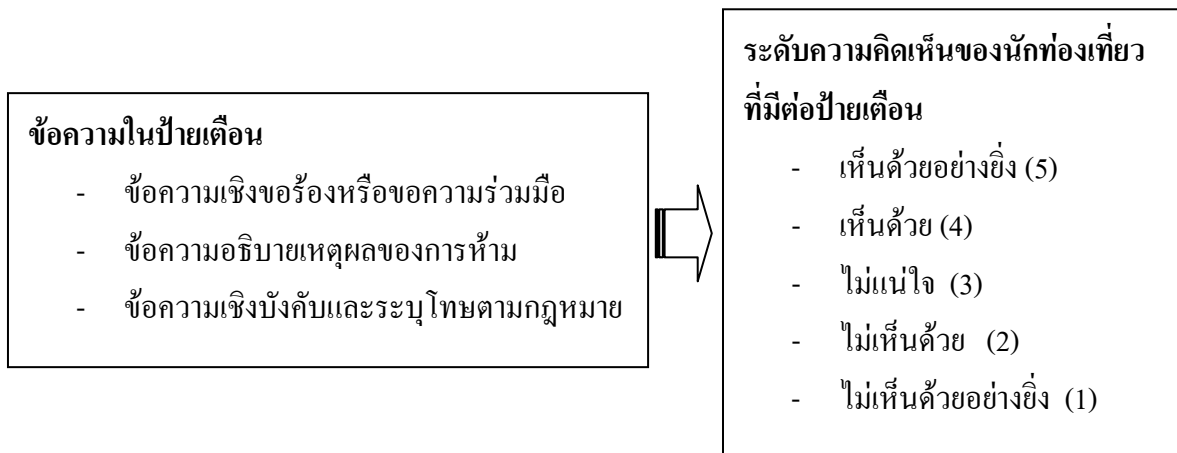 ข้อความในป้ายเตือน
- ข้อความเชิงขอร้องหรือขอความร่วมมือ
- ข้อความอธิบายเหตุผลของการห้าม
- ข้อความเชิงบังคับและระบุโทษตามกฎหมาย
ระดับความคิดเห็นของนักท่องเที่ยว
ที่มีต่อป้ายเตือน
- เห็นด้วยอย่างยิ่ง (5)
- เห็นด้วย (4)
- ไม่แน่ใจ (3)
- ไม่เห็นด้วย (2)
- ไม่เห็นด้วยอย่างยิ่ง (1)